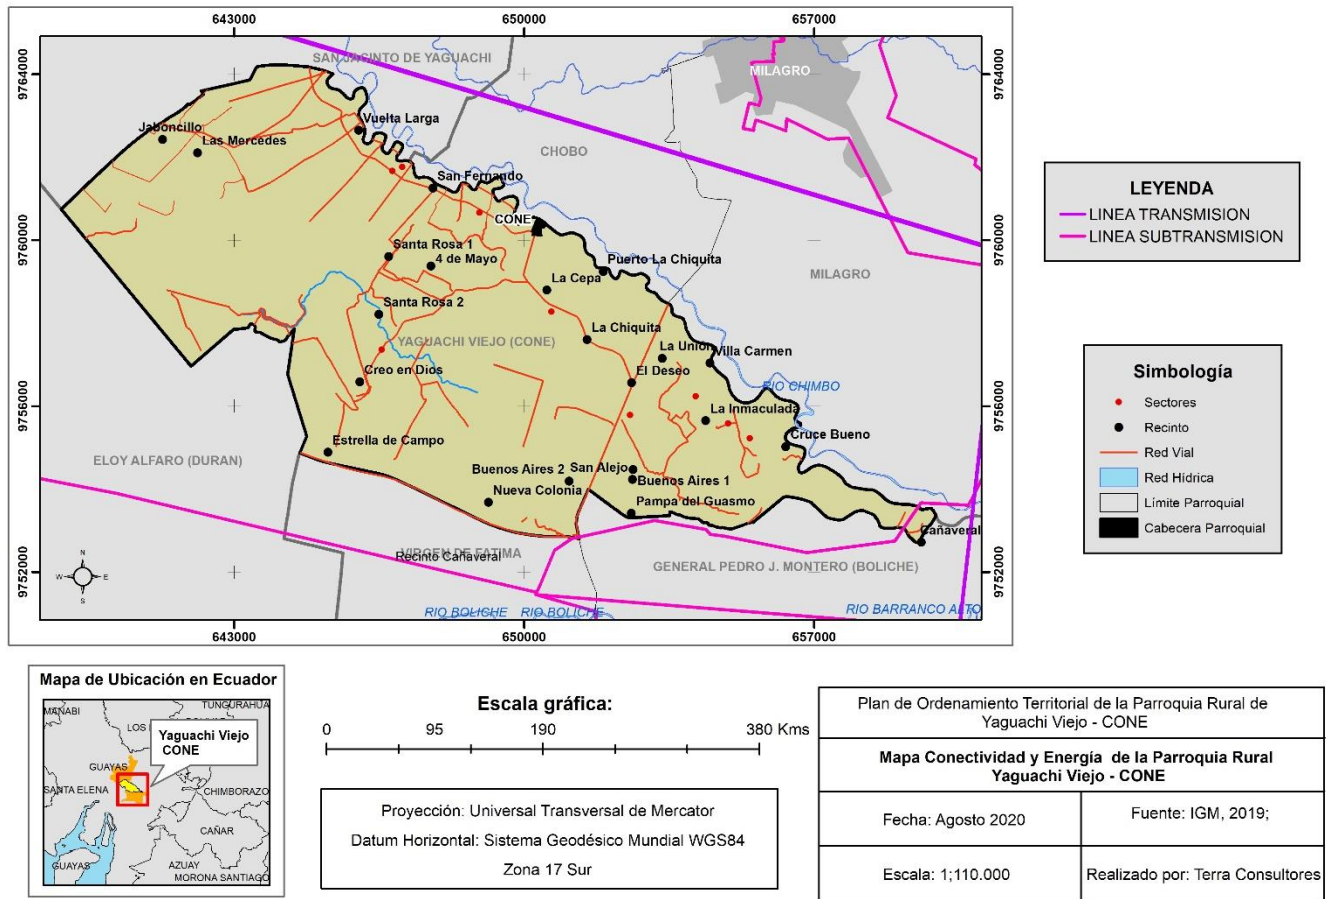 643000
650000
657000
9764000
9764000
SAN JACINTO DE YAGUACHI
MILAGRO
Vuelta Larga
Jaboncillo
Las Mercedes
CHOBO
San Fernando
CONE
9760000
9760000
Santa Rosa 1
4 de Mayo
Puerto La Chiquita
MILAGRO
La Cepa
Santa Rosa 2
La Chiquita
YAGUACHI VIEJO (CONE)
La Unión
Villa Carmen
Creo en Dios
El Deseo
RIO CHIMBO
9756000
9756000
La Inmaculada
Cruce Bueno
Estrella de Campo
ELOY ALFARO (DURAN)
Buenos Aires 2
San Alejo
Buenos Aires 1
Nueva Colonia
Pampa del Guasmo
Cañaveral
VIRGEN DE FATIMA
Recinto Cañaveral
GENERAL PEDRO J. MONTERO (BOLICHE)
9752000
9752000
N
W
E
S
RIO BOLICHE
RIO BOLICHE
RIO BARRANCO ALTO
643000
650000
657000
LEYENDA
LINEA TRANSMISION
LINEA SUBTRANSMISION
Simbología
Sectores
Recinto
Red Vial
Red Hídrica
Límite Parroquial
Cabecera Parroquial
Mapa de Ubicación en Ecuador
MANABI
TUNGURAHUA
Yaguachi Viejo
CONE
GUAYAS
SANTA ELENA
CHIMBORAZO
CAÑAR
GUAYAS
AZUAY
MORONA SANTIAGO
Escala gráfica:
0 95 190 380 Kms
Proyección: Universal Transversal de Mercator
Datum Horizontal: Sistema Geodésico Mundial WGS84
Zona 17 Sur
Plan de Ordenamiento Territorial de la Parroquia Rural de
Yaguachi Viejo - CONE
Mapa Conectividad y Energía de la Parroquia Rural
Yaguachi Viejo - CONE
Fecha: Agosto 2020
Fuente: IGM, 2019;
Escala: 1;110.000
Realizado por: Terra Consultores